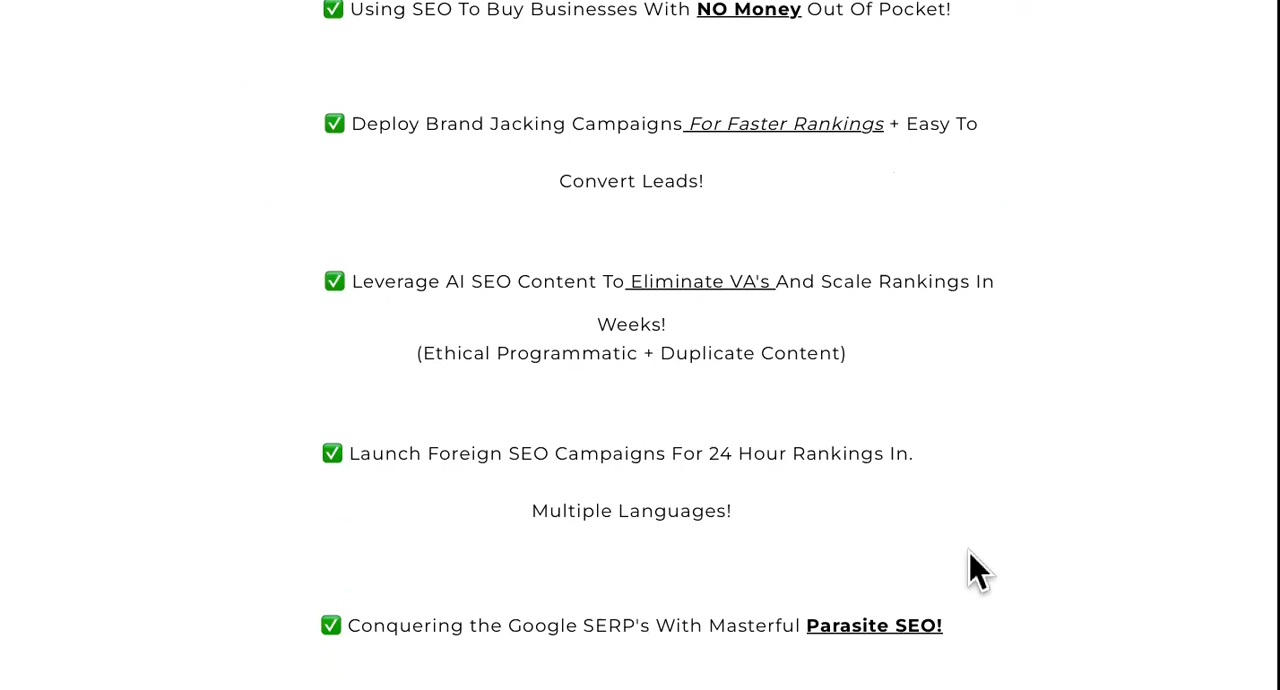 ✅ Using SEO To Buy Businesses With NO Money Out Of Pocket!
✅ Deploy Brand Jacking Campaigns For Faster Rankings + Easy To
Convert Leads!
✅ Leverage AI SEO Content To Eliminate VA's And Scale Rankings In
Weeks!
(Ethical Programmatic + Duplicate Content)
✅ Launch Foreign SEO Campaigns For 24 Hour Rankings In.
Multiple Languages!
✅ Conquering the Google SERP's With Masterful Parasite SEO!